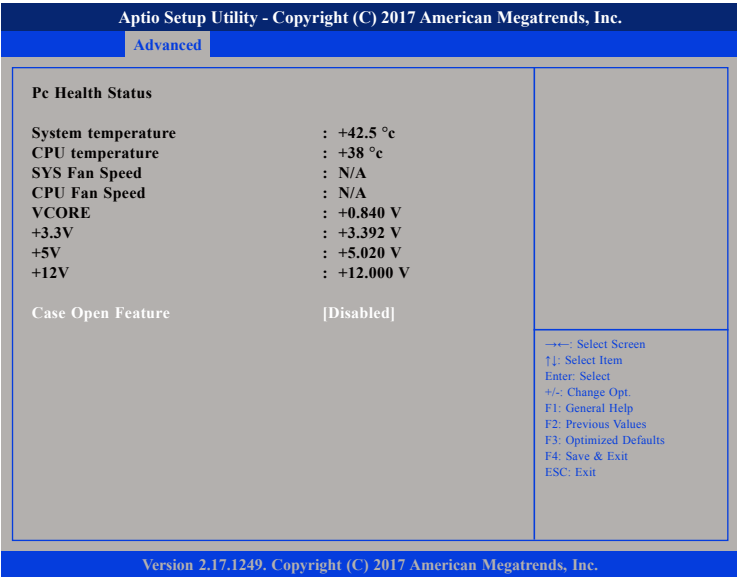 Aptio Setup Utility - Copyright (C) 2017 American Megatrends, Inc.
Advanced
Pc Health Status
System temperature : +42.5 °c
CPU temperature : +38 °c
SYS Fan Speed : N/A
CPU Fan Speed : N/A
VCORE : +0.840 V
+3.3V : +3.392 V
+5V : +5.020 V
+12V : +12.000 V
Case Open Feature [Disabled]
→←: Select Screen
↑↓: Select Item
Enter: Select
+/-: Change Opt.
F1: General Help
F2: Previous Values
F3: Optimized Defaults
F4: Save & Exit
ESC: Exit
Version 2.17.1249. Copyright (C) 2017 American Megatrends, Inc.